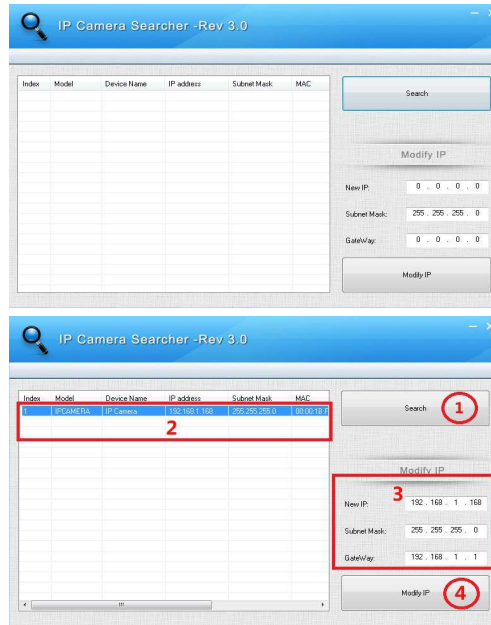 IP Camera Searcher -Rev 3.0
Index Model Device Name IP address Subnet Mask MAC
Search
Modify IP
New IP: 0 . 0 . 0 . 0
Subnet Mask: 255 . 255 . 255 . 0
GateWay: 0 . 0 . 0 . 0
Modify IP
IP Camera Searcher -Rev 3.0
Index Model Device Name IP address Subnet Mask MAC
1 IPCAMERA IP Camera 192.168.1.168 255.255.255.0 00:00:1B:F
2
Search 1
Modify IP
3
New IP: 192 . 168 . 1 . 168
Subnet Mask: 255 . 255 . 255 . 0
GateWay: 192 . 168 . 1 . 1
Modify IP 4